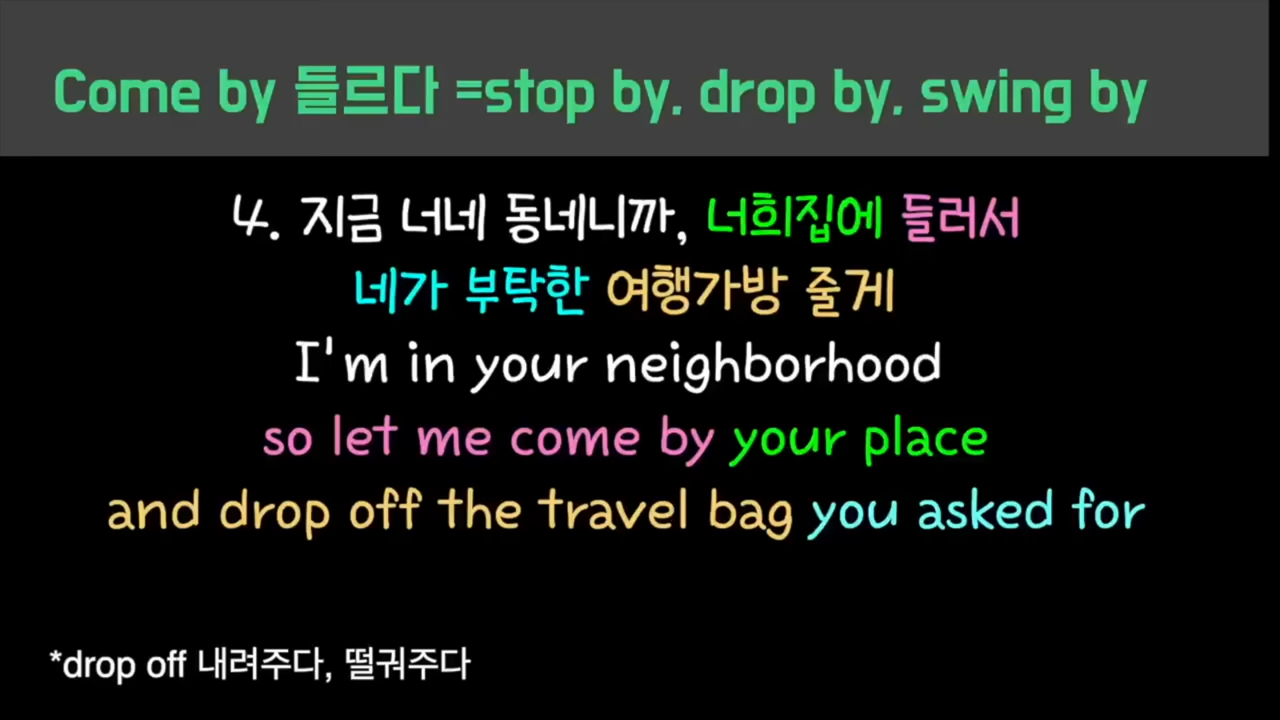 Come by 들르다 =stop by, drop by, swing by
4. 지금 너네 동네니까, 너희집에 들러서
네가 부탁한 여행가방 줄게
I'm in your neighborhood
so let me come by your place
and drop off the travel bag you asked for
*drop off 내려주다, 떨궈주다